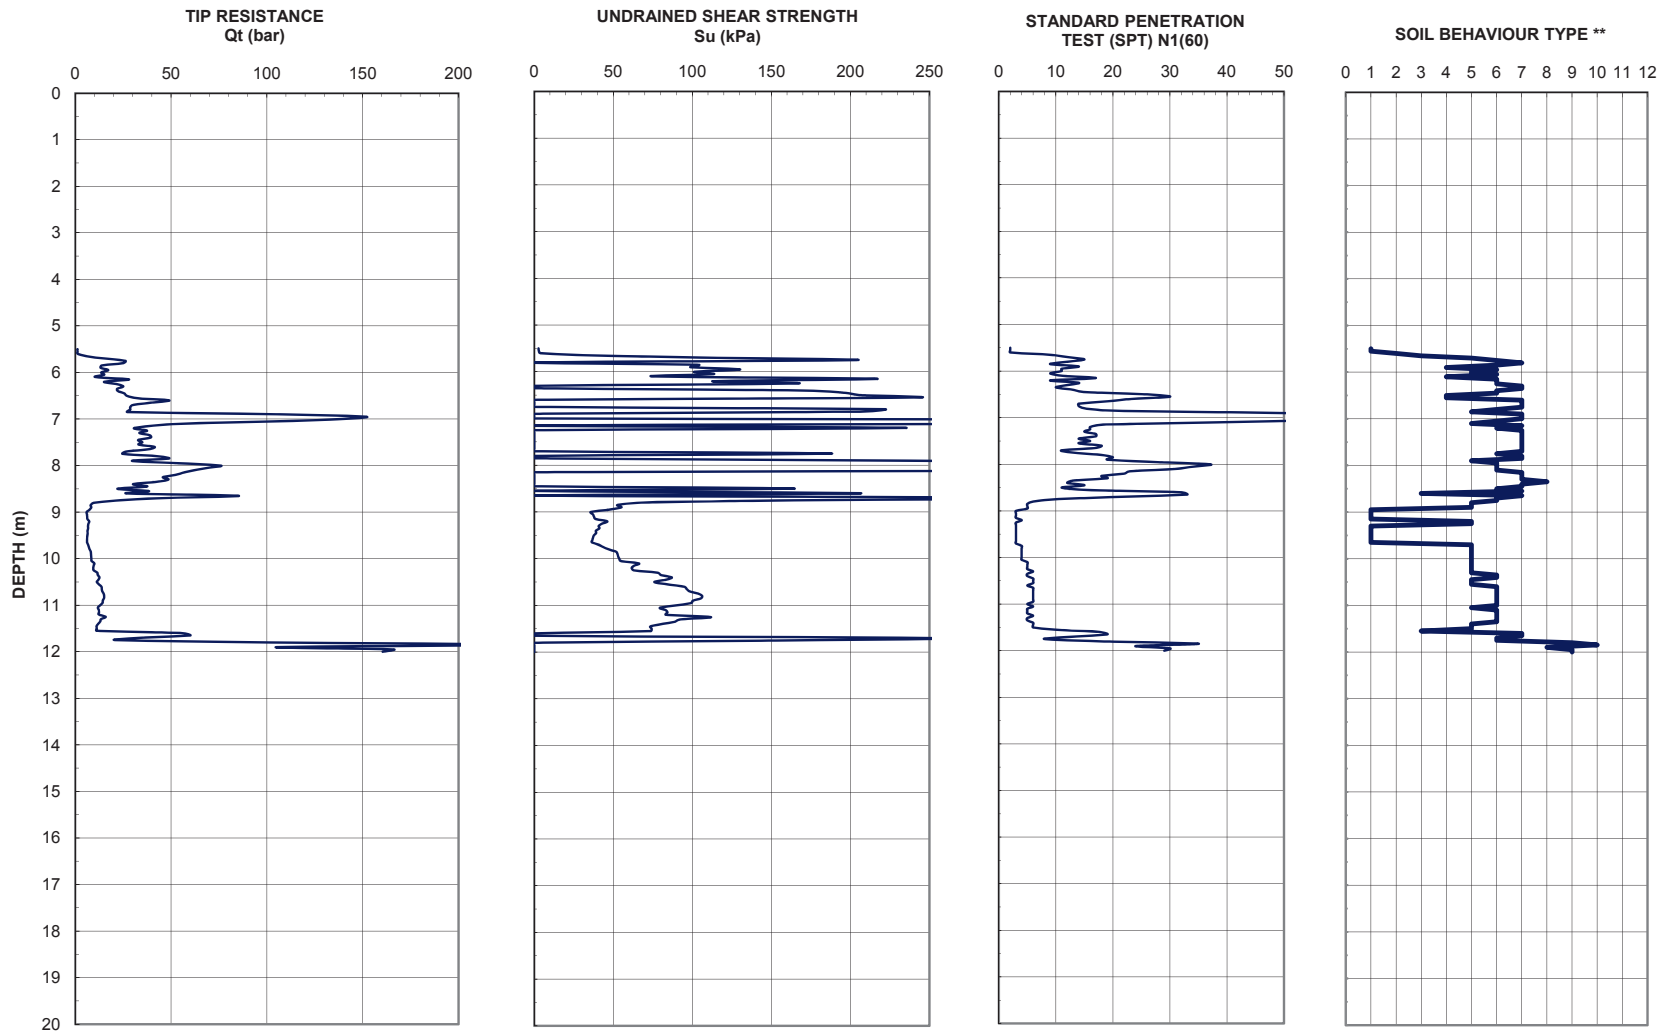 TIP RESISTANCE
Qt (bar)
0 50 100 150 200
UNDRAINED SHEAR STRENGTH
Su (kPa)
0 50 100 150 200 250
STANDARD PENETRATION
TEST (SPT) N1(60)
0 10 20 30 40 50
SOIL BEHAVIOUR TYPE **
0 1 2 3 4 5 6 7 8 9 10 11 12
DEPTH (m)
0
1
2
3
4
5
6
7
8
9
10
11
12
13
14
15
16
17
18
19
20